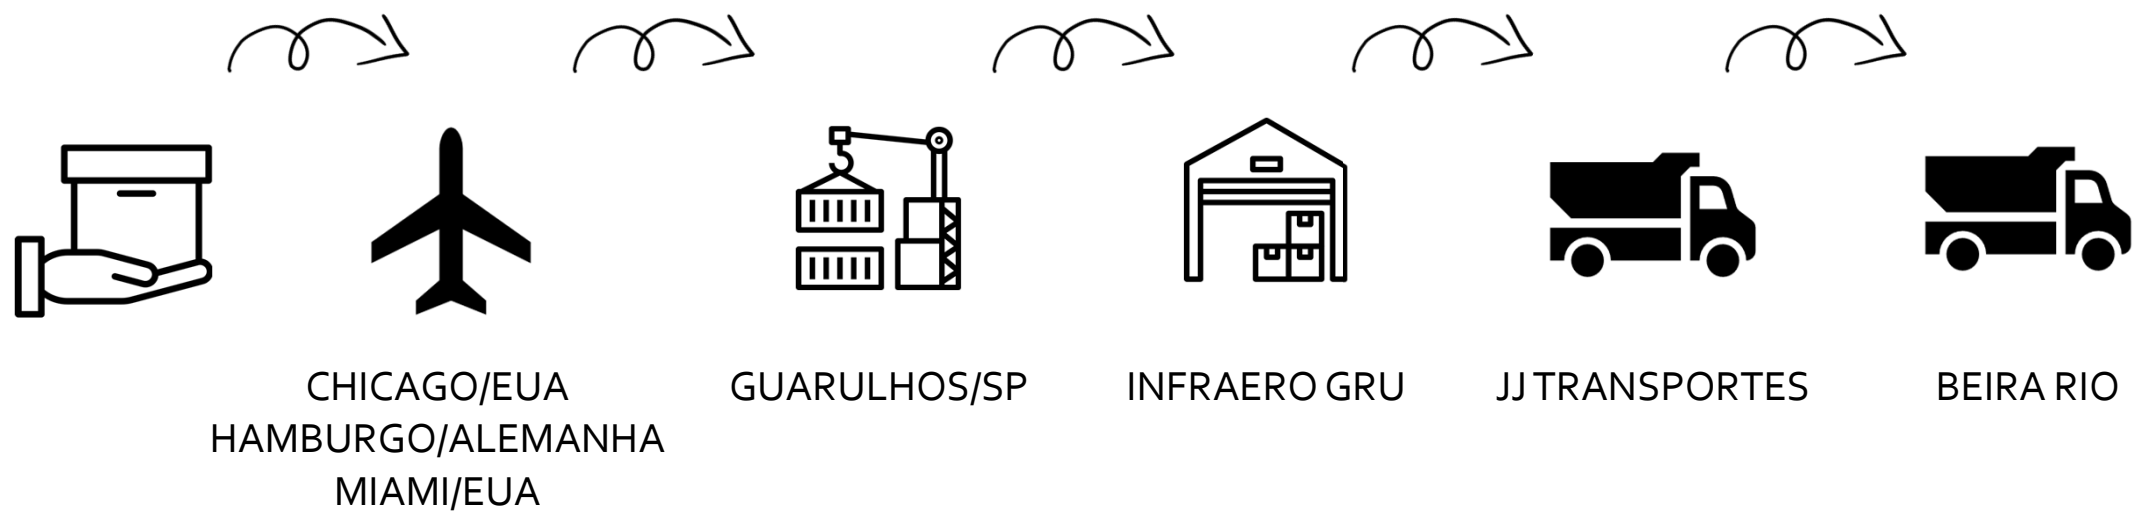 CHICAGO/EUA
HAMBURGO/ALEMANHA
MIAMI/EUA
GUARULHOS/SP
INFRAERO GRU
JJ TRANSPORTES
BEIRA RIO